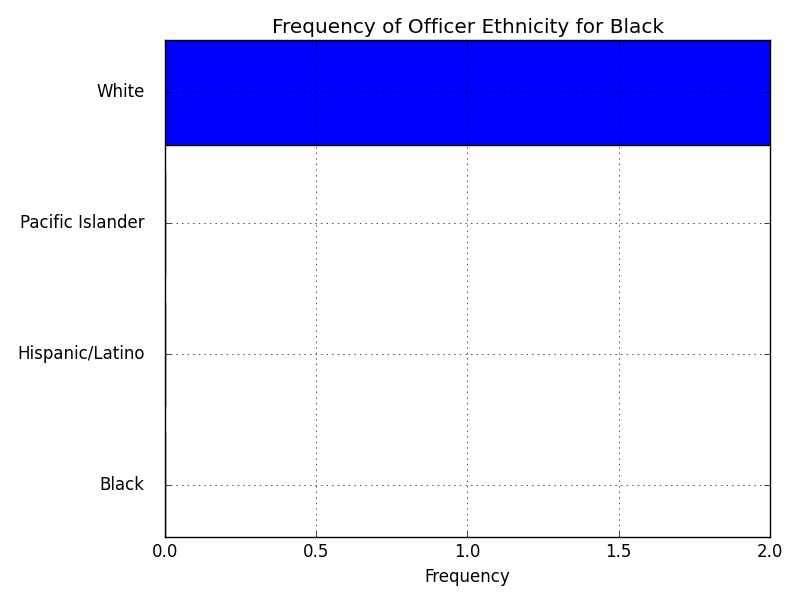 Frequency of Officer Ethnicity for Black
White
Pacific Islander
Hispanic/Latino
Black
0.0 0.5 1.0 1.5 2.0
Frequency